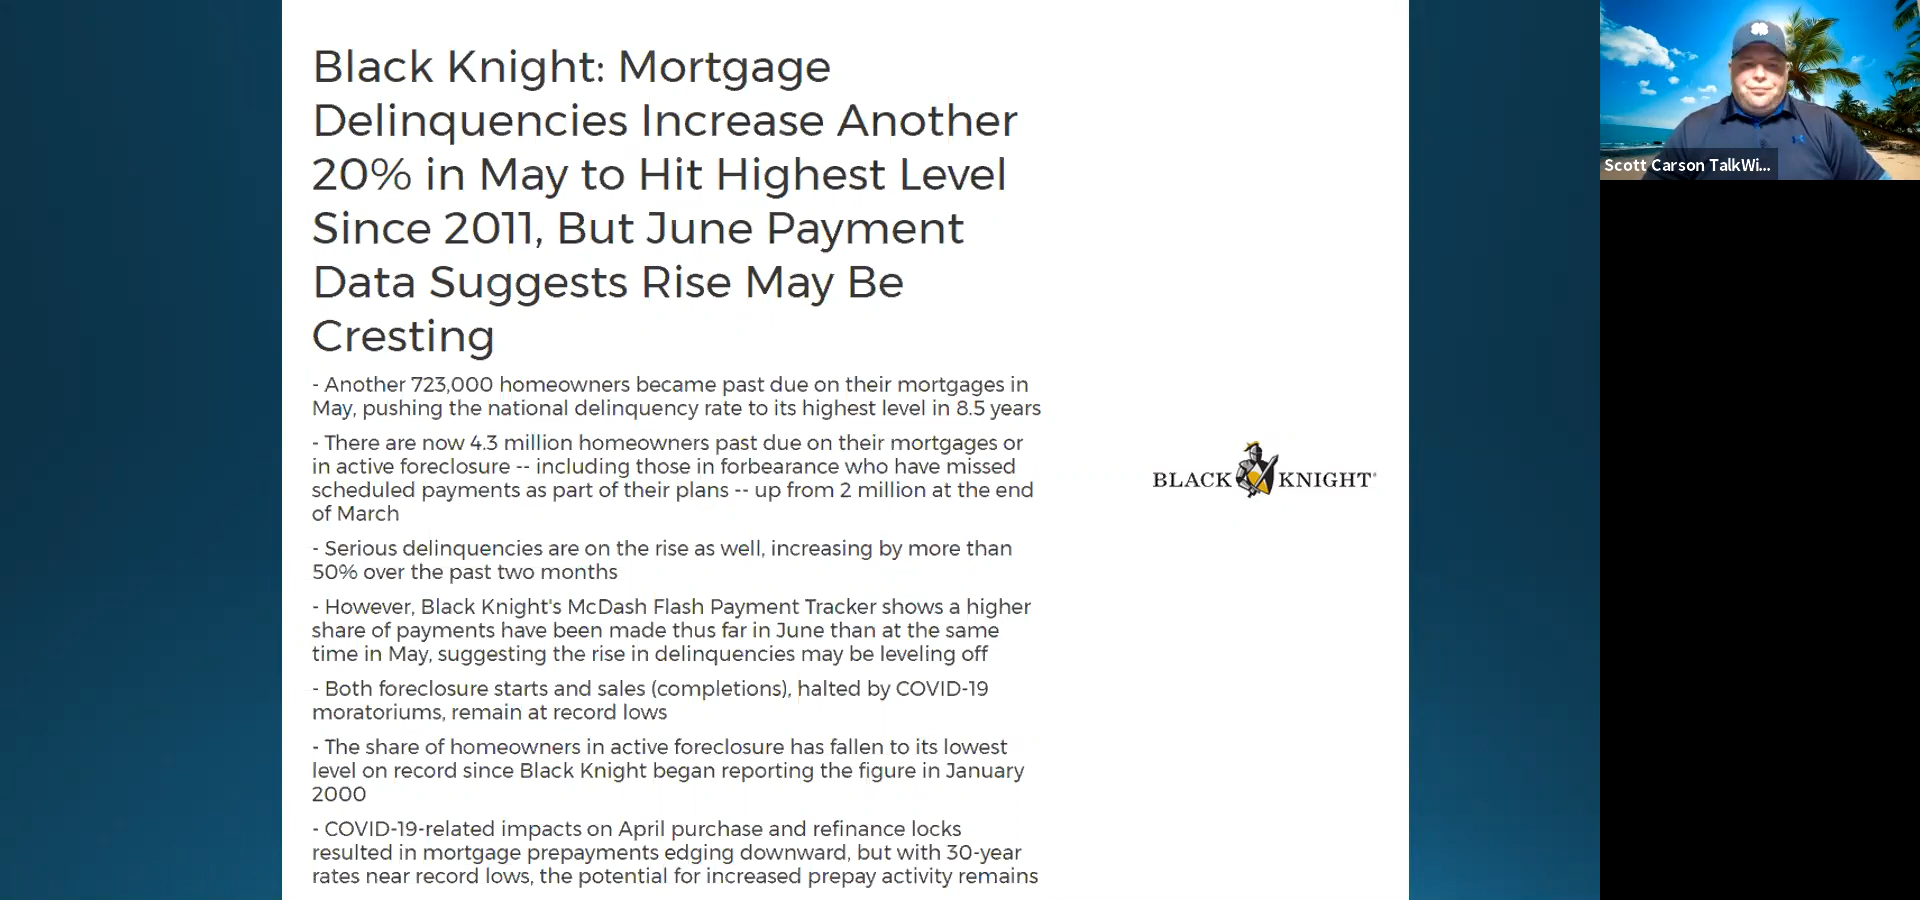 Black Knight: Mortgage
Delinquencies Increase Another
20% in May to Hit Highest Level
Since 2011, But June Payment
Data Suggests Rise May Be
Cresting
- Another 723,000 homeowners became past due on their mortgages in
May, pushing the national delinquency rate to its highest level in 8.5 years
- There are now 4.3 million homeowners past due on their mortgages or
in active foreclosure -- including those in forbearance who have missed
scheduled payments as part of their plans -- up from 2 million at the end
of March
- Serious delinquencies are on the rise as well, increasing by more than
50% over the past two months
- However, Black Knight's McDash Flash Payment Tracker shows a higher
share of payments have been made thus far in June than at the same
time in May, suggesting the rise in delinquencies may be leveling off
- Both foreclosure starts and sales (completions), halted by COVID-19
moratoriums, remain at record lows
- The share of homeowners in active foreclosure has fallen to its lowest
level on record since Black Knight began reporting the figure in January
2000
- COVID-19-related impacts on April purchase and refinance locks
resulted in mortgage prepayments edging downward, but with 30-year
rates near record lows, the potential for increased prepay activity remains
BLACK KNIGHT
Scott Carson TalkWi...